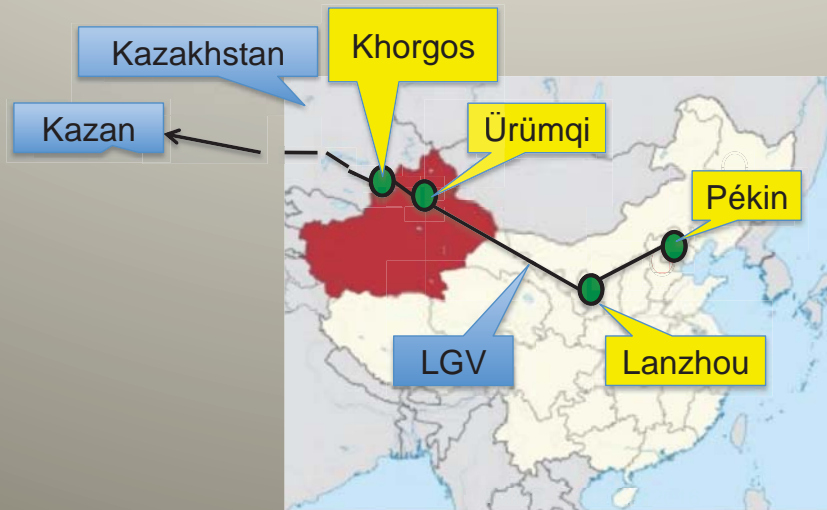 Kazakhstan
Khorgos
Kazan
Ürümqi
Pékin
LGV
Lanzhou